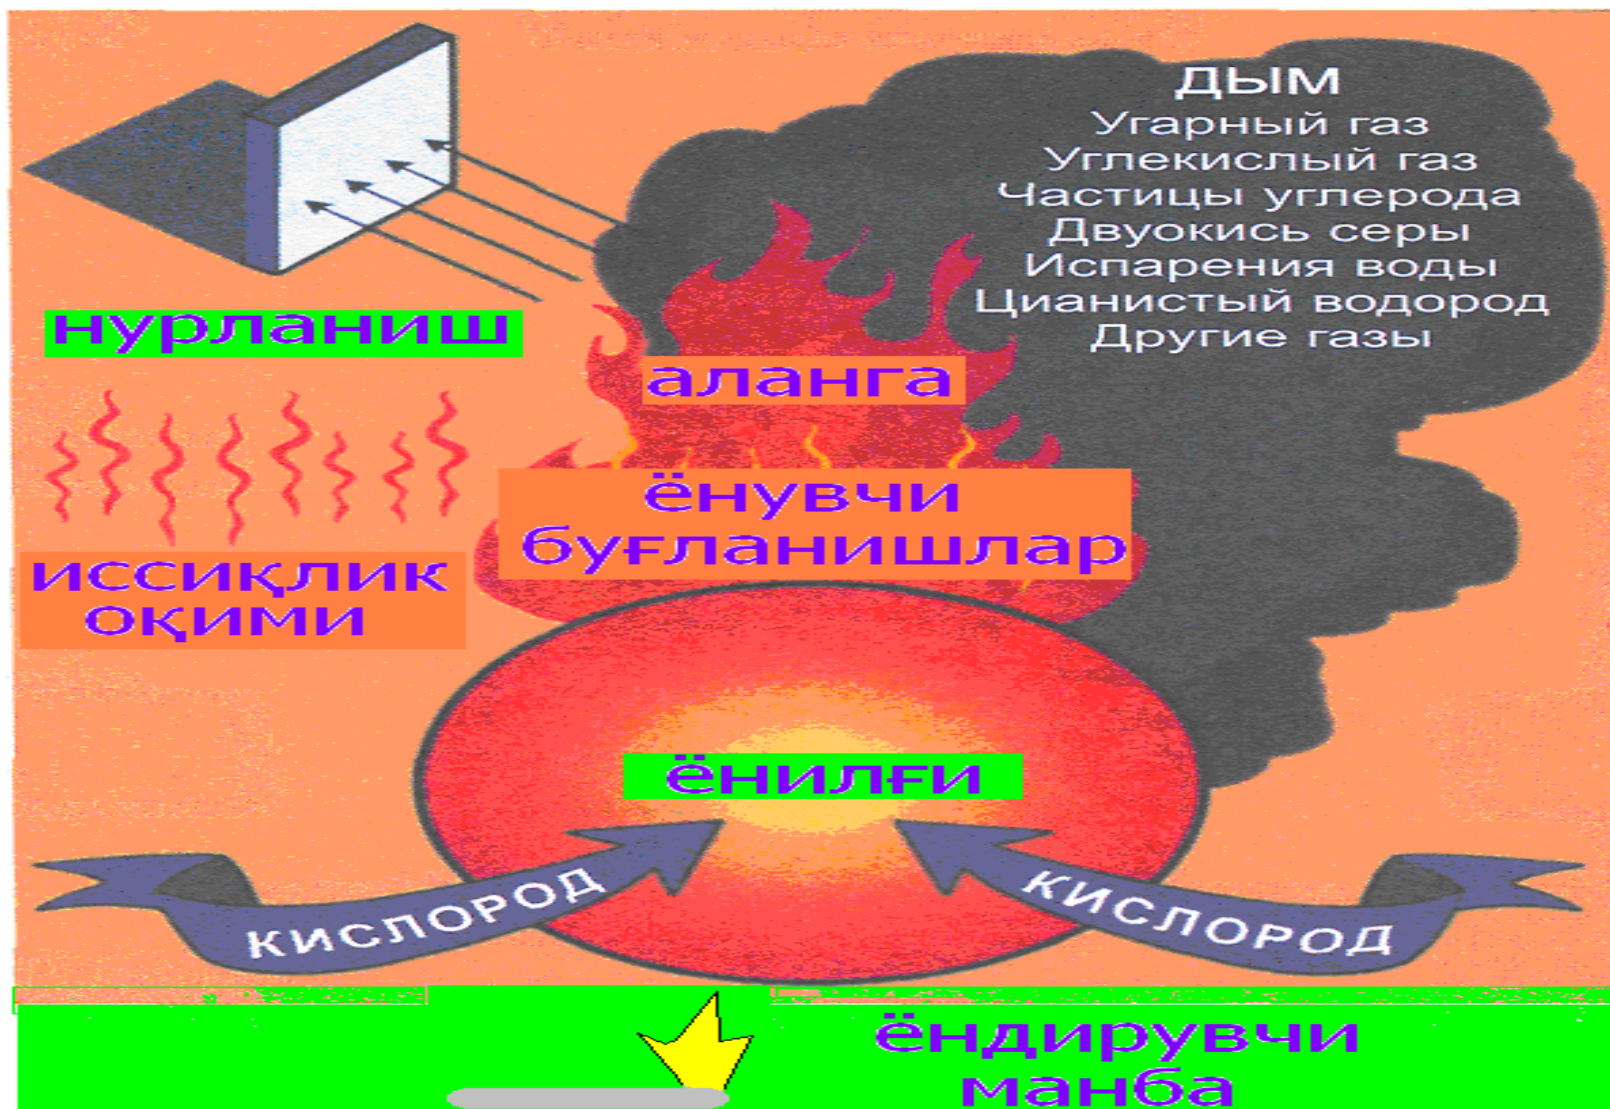 ДЫМ
Угарный газ
Углекислый газ
Частицы углерода
Двуокись серы
Испарения воды
Цианистый водород
Другие газы
нурланиш
аланга
ёнувчи
буғланишлар
иссиқлик
оқими
ёнилғи
КИСЛОРОД
КИСЛОРОД
ёндирувчи
манба